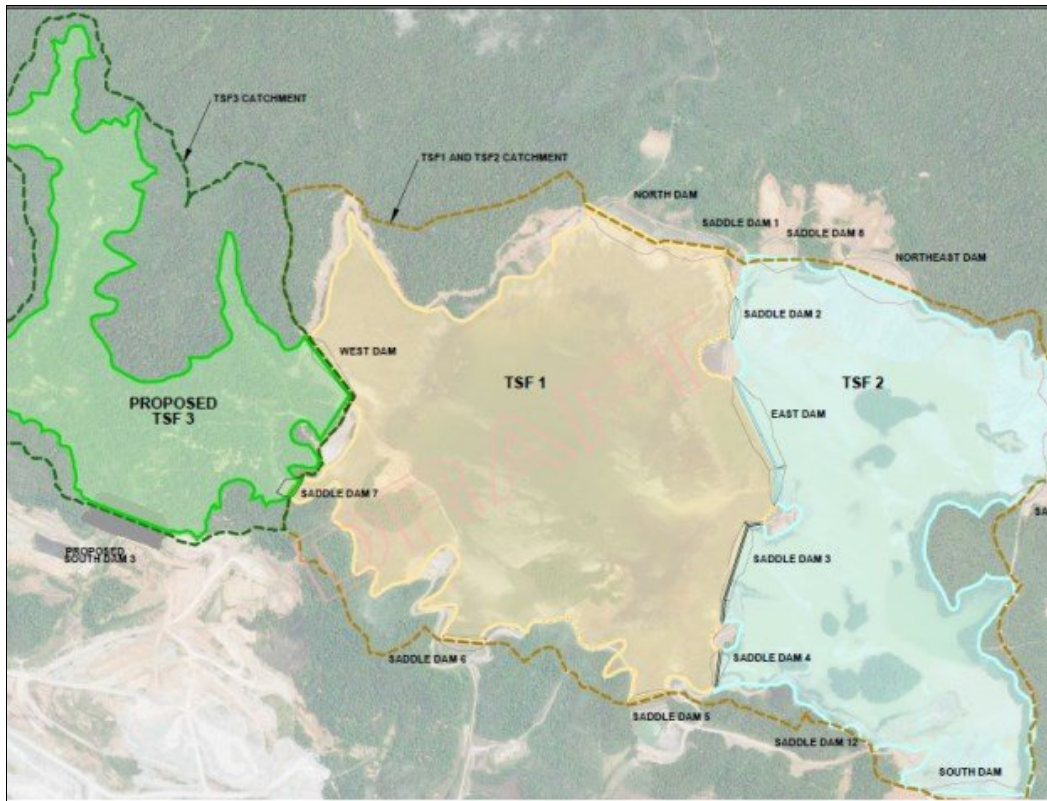 TSF3 CATCHMENT
TSF1 AND TSF2 CATCHMENT
NORTH DAM
SADDLE DAM 1
SADDLE DAM 8
NORTHEAST DAM
SADDLE DAM 2
WEST DAM
TSF 1
TSF 2
PROPOSED
TSF 3
EAST DAM
SADDLE DAM 7
DRAFT
SA
PROPOSED
SOUTH DAM 3
SADDLE DAM 3
SADDLE DAM 6
SADDLE DAM 4
SADDLE DAM 5
SADDLE DAM 12
SOUTH DAM